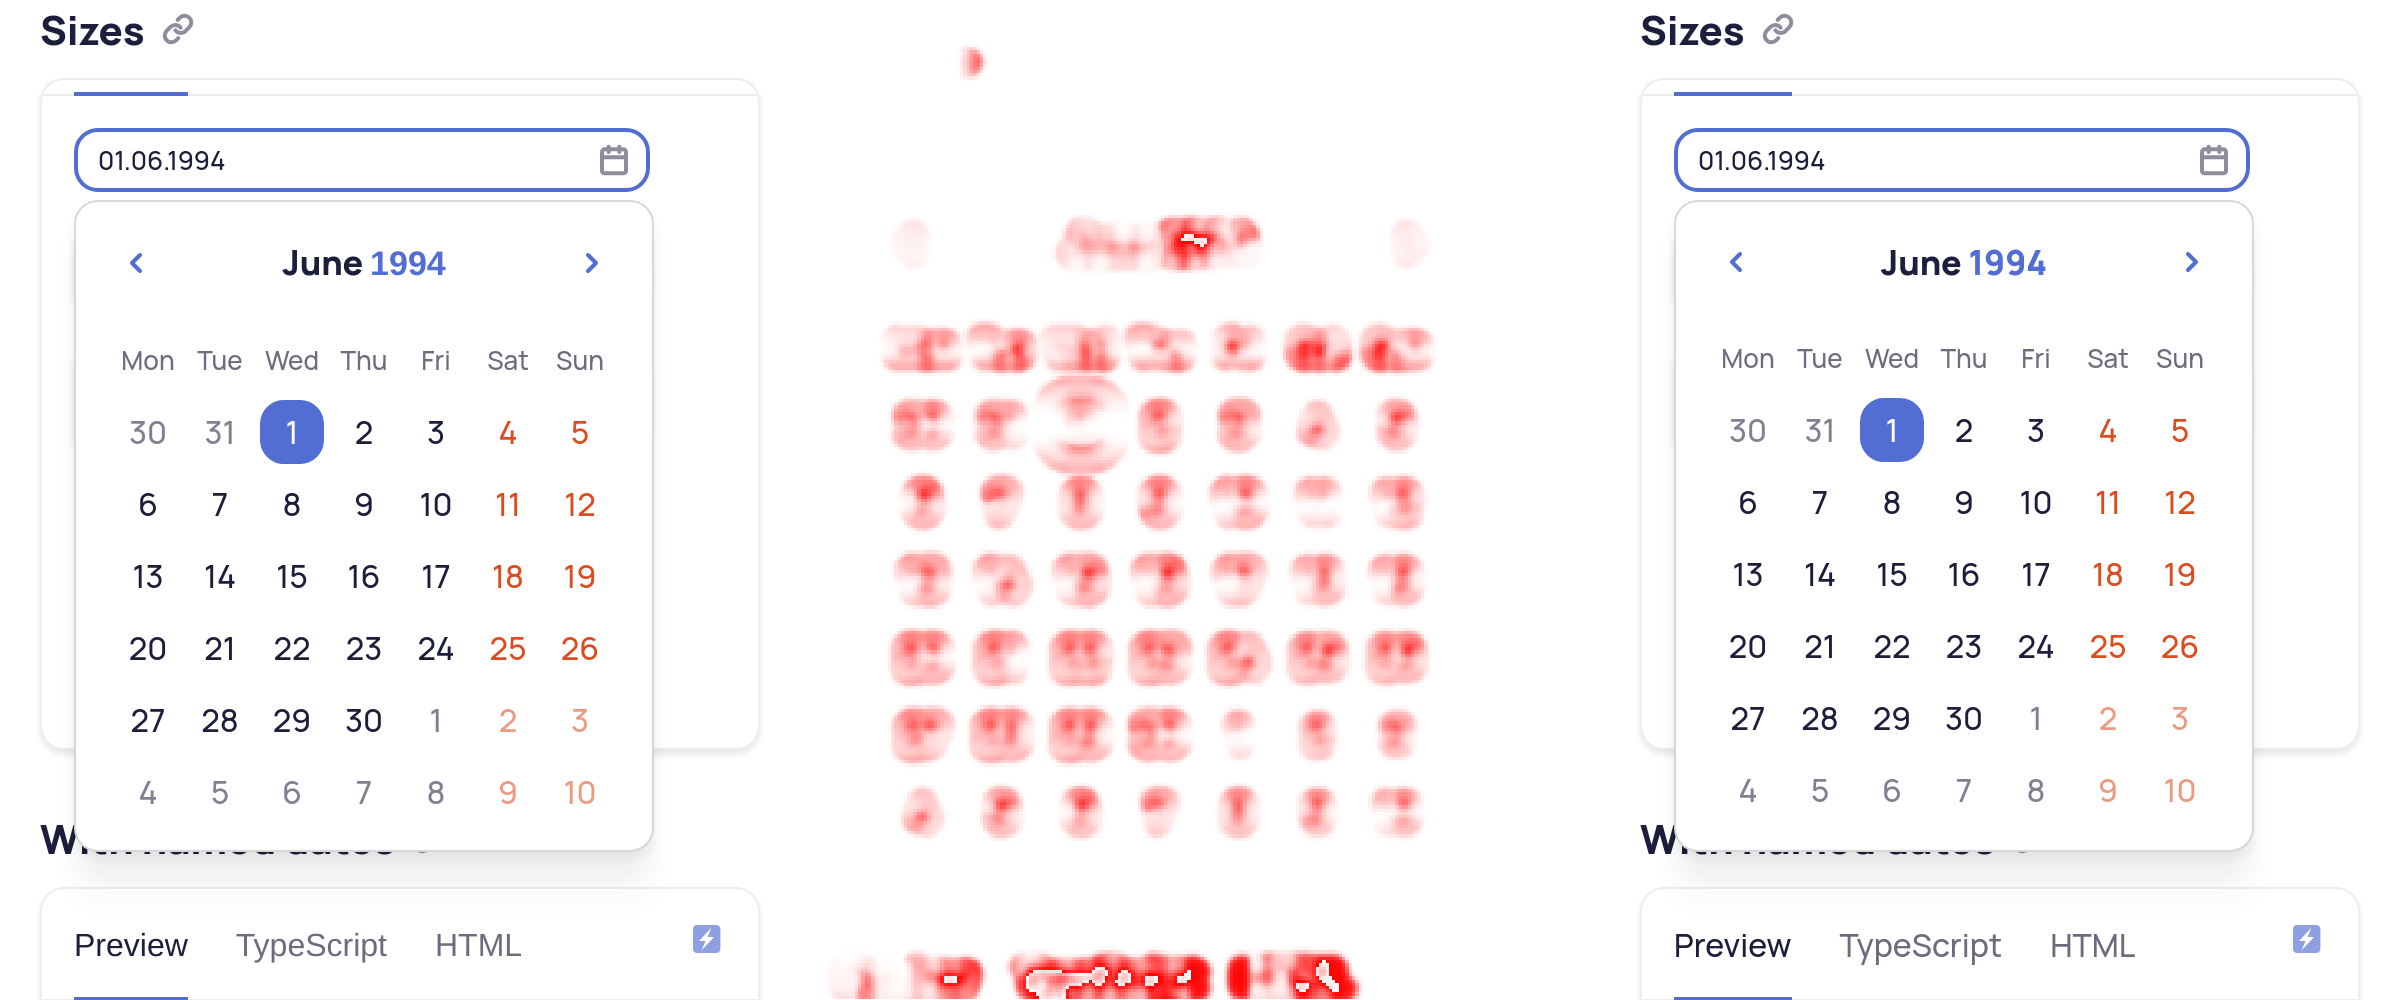 Sizes
01.06.1994
June 1994
Mon Tue Wed Thu Fri Sat Sun
30 31 1 2 3 4 5
6 7 8 9 10 11 12
13 14 15 16 17 18 19
20 21 22 23 24 25 26
27 28 29 30 1 2 3
4 5 6 7 8 9 10
With named dates
Preview TypeScript HTML
Sizes
01.06.1994
June 1994
Mon Tue Wed Thu Fri Sat Sun
30 31 1 2 3 4 5
6 7 8 9 10 11 12
13 14 15 16 17 18 19
20 21 22 23 24 25 26
27 28 29 30 1 2 3
4 5 6 7 8 9 10
With named dates
Preview TypeScript HTML